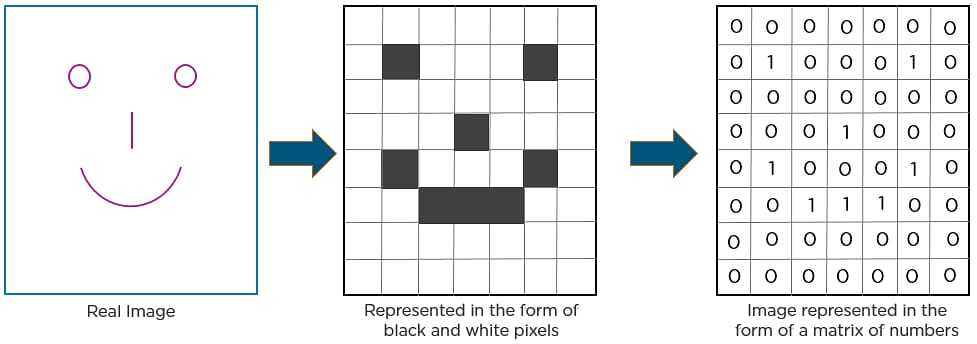 0 0 0 0 0 0 0
0 1 0 0 0 1 0
0 0 0 0 0 0 0
0 0 0 1 0 0 0
0 1 0 0 0 1 0
0 0 1 1 1 0 0
0 0 0 0 0 0 0
0 0 0 0 0 0 0
Real Image
Represented in the form of
black and white pixels
Image represented in the
form of a matrix of numbers